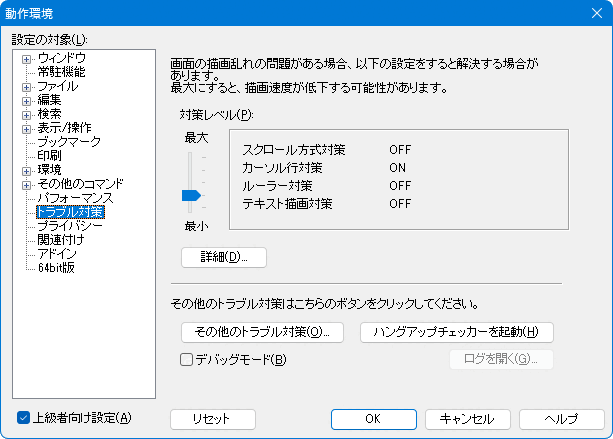 動作環境
設定の対象(L):
ウィンドウ
常駐機能
ファイル
編集
検索
表示/操作
ブックマーク
印刷
環境
その他のコマンド
パフォーマンス
トラブル対策
プライバシー
関連付け
アドイン
64bit版
画面の描画乱れの問題がある場合、以下の設定をすると解決する場合が
あります。
最大にすると、描画速度が低下する可能性があります。
対策レベル(P):
最大
最小
スクロール方式対策 OFF
カーソル行対策 ON
ルーラー対策 OFF
テキスト描画対策 OFF
詳細(D)...
その他のトラブル対策はこちらのボタンをクリックしてください。
その他のトラブル対策(O)...
ハングアップチェッカーを起動(H)
デバッグモード(B)
ログを開く(G)...
上級者向け設定(A)
リセット
OK
キャンセル
ヘルプ